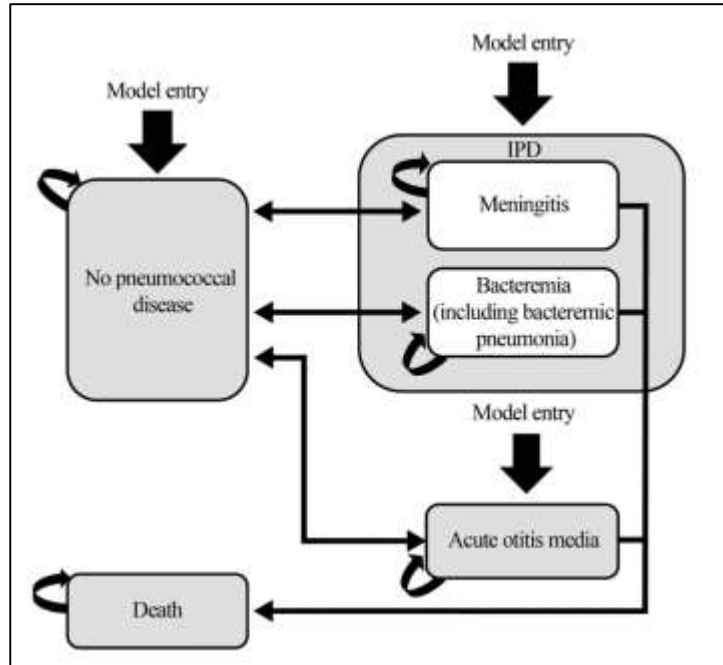 Model entry
Model entry
IPD
Meningitis
No pneumococcal
disease
Bacteremia
(including bacteremic
pneumonia)
Model entry
Acute otitis media
Death